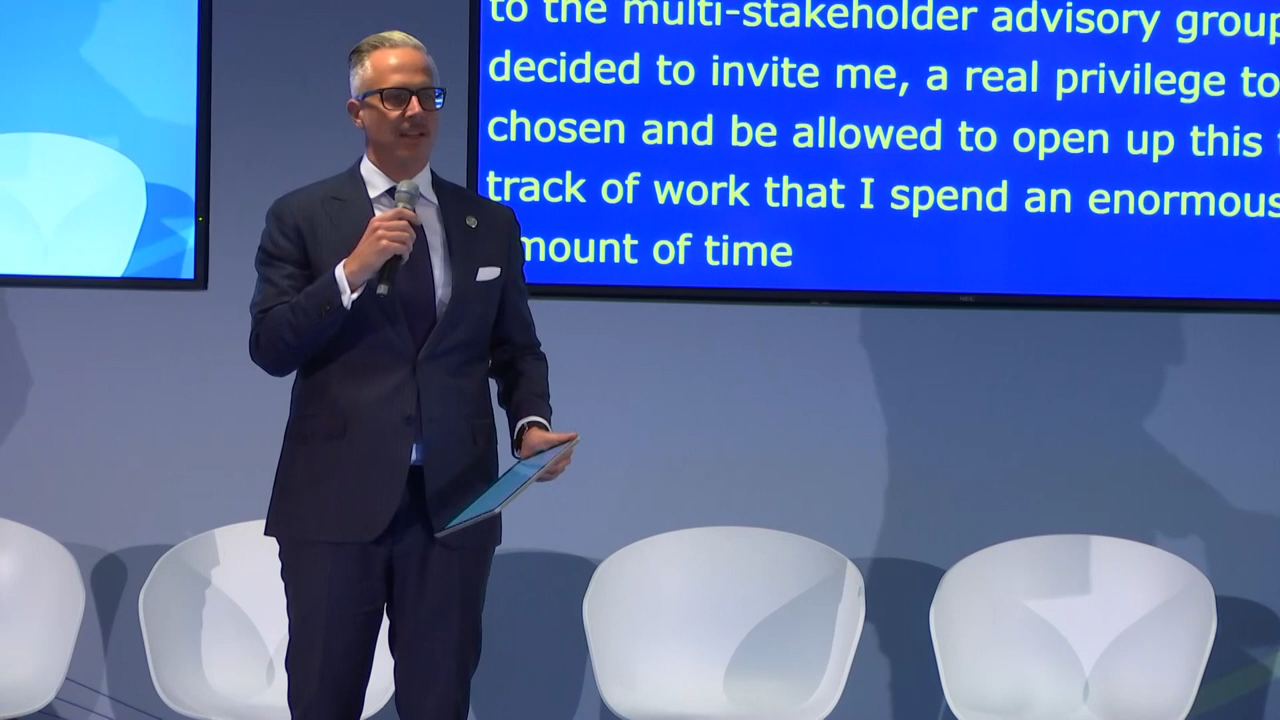 to the multi-stakeholder advisory group
decided to invite me, a real privilege to
chosen and be allowed to open up this
track of work that I spend an enormous
mount of time
NEC